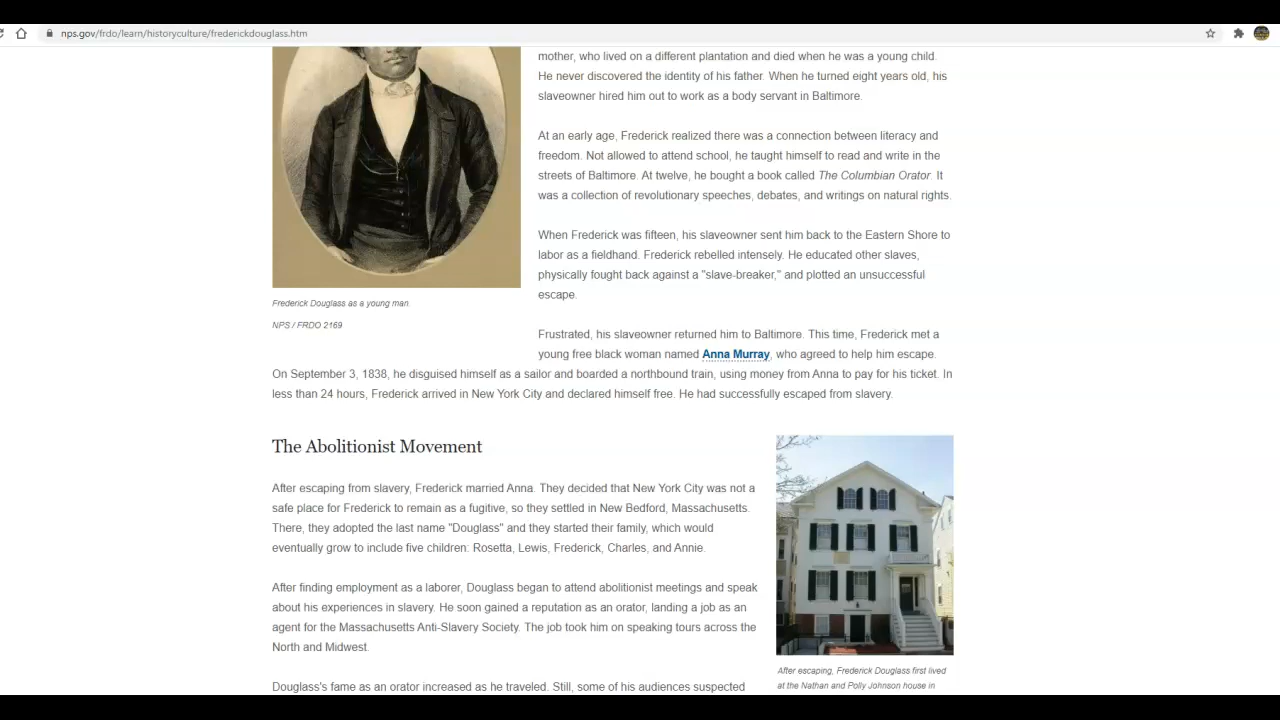 nps.gov/frdo/learn/historyculture/frederickdouglass.htm
mother, who lived on a different plantation and died when he was a young child.
He never discovered the identity of his father. When he turned eight years old, his
slaveowner hired him out to work as a body servant in Baltimore.
At an early age, Frederick realized there was a connection between literacy and
freedom. Not allowed to attend school, he taught himself to read and write in the
streets of Baltimore. At twelve, he bought a book called The Columbian Orator. It
was a collection of revolutionary speeches, debates, and writings on natural rights.
When Frederick was fifteen, his slaveowner sent him back to the Eastern Shore to
labor as a fieldhand. Frederick rebelled intensely. He educated other slaves,
physically fought back against a "slave-breaker," and plotted an unsuccessful
escape.
Frederick Douglass as a young man.
NPS / FRDO 2169
Frustrated, his slaveowner returned him to Baltimore. This time, Frederick met a
young free black woman named Anna Murray, who agreed to help him escape.
On September 3, 1838, he disguised himself as a sailor and boarded a northbound train, using money from Anna to pay for his ticket. In
less than 24 hours, Frederick arrived in New York City and declared himself free. He had successfully escaped from slavery.
The Abolitionist Movement
After escaping from slavery, Frederick married Anna. They decided that New York City was not a
safe place for Frederick to remain as a fugitive, so they settled in New Bedford, Massachusetts.
There, they adopted the last name "Douglass" and they started their family, which would
eventually grow to include five children: Rosetta, Lewis, Frederick, Charles, and Annie.
After finding employment as a laborer, Douglass began to attend abolitionist meetings and speak
about his experiences in slavery. He soon gained a reputation as an orator, landing a job as an
agent for the Massachusetts Anti-Slavery Society. The job took him on speaking tours across the
North and Midwest.
Douglass's fame as an orator increased as he traveled. Still, some of his audiences suspected
After escaping, Frederick Douglass first lived
at the Nathan and Polly Johnson house in